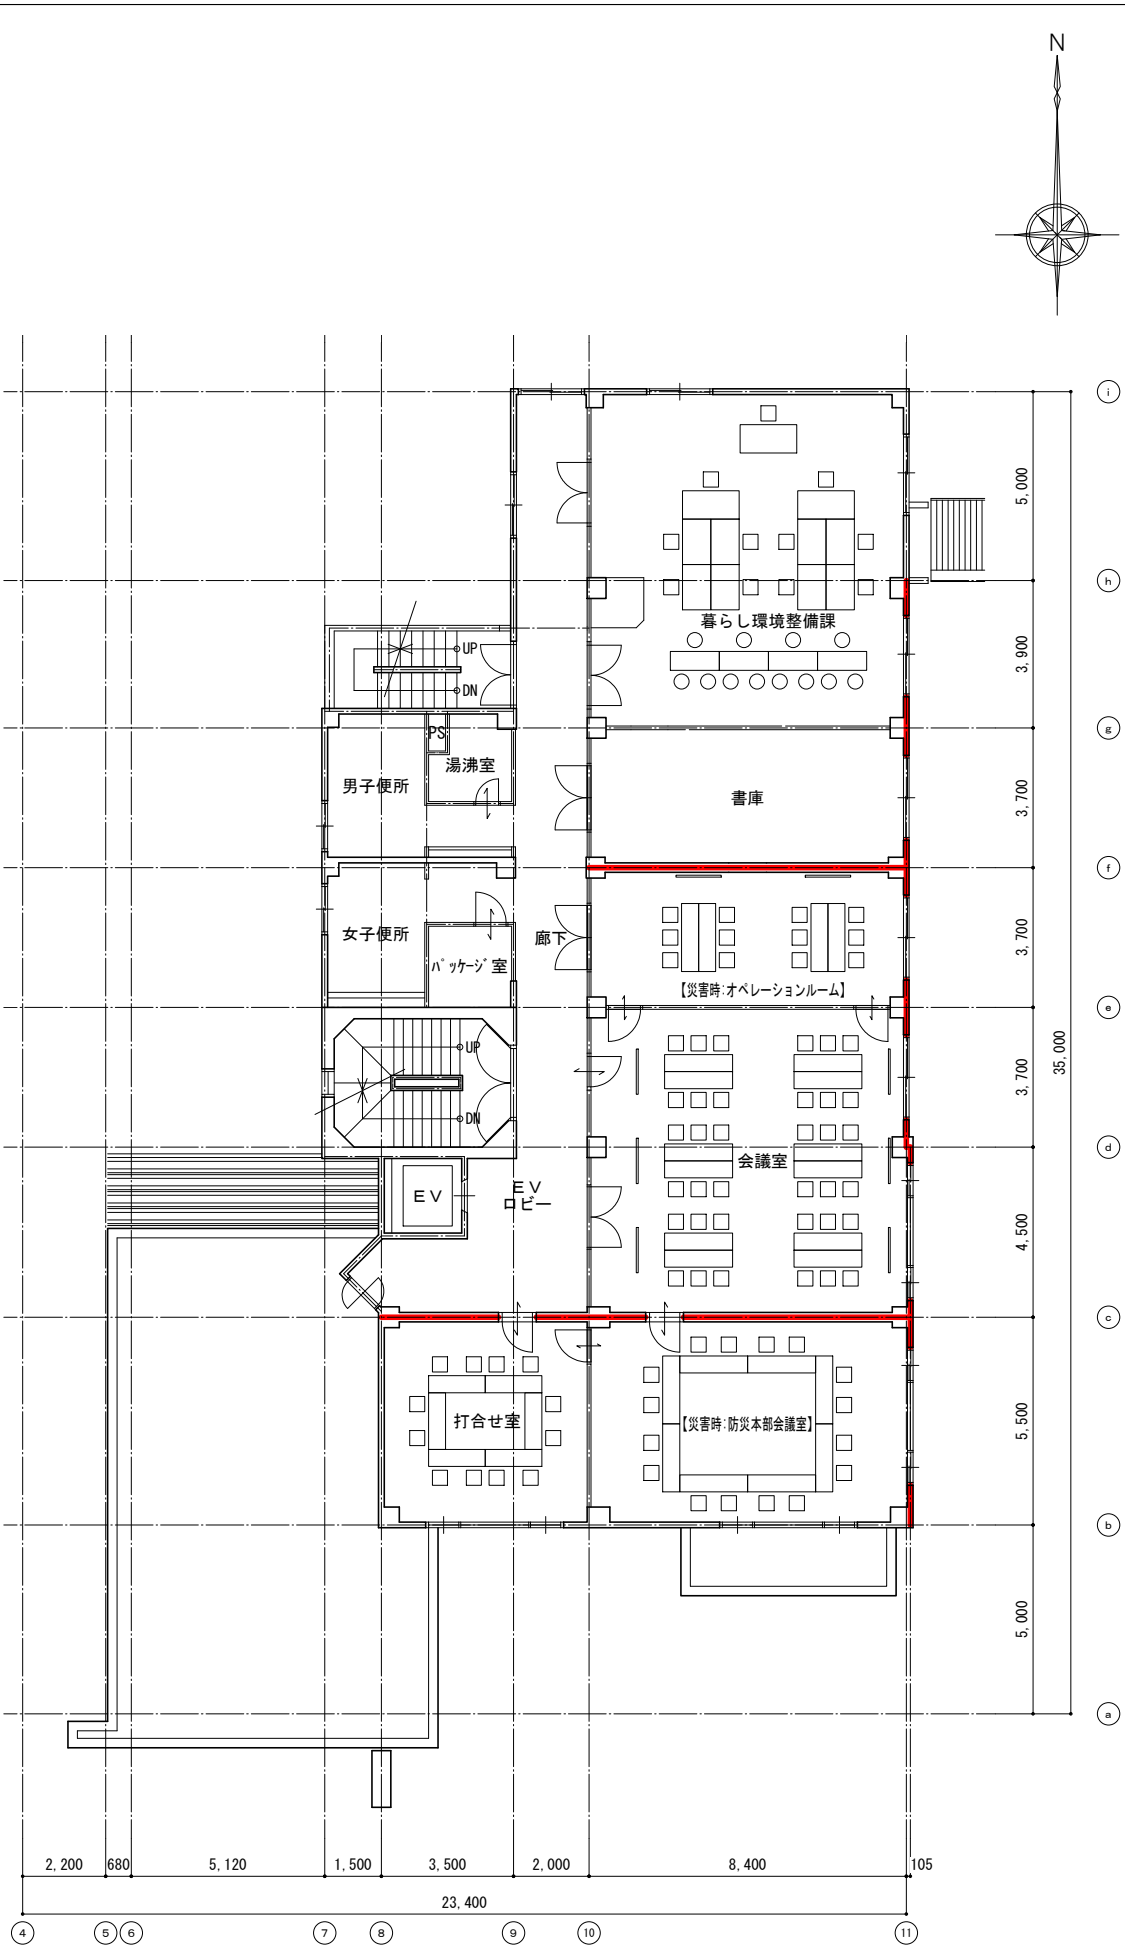 N
i
5,000
h
暮らし環境整備課
UP
3,900
DN
g
PS
湯沸室
男子便所
書庫
3,700
f
女子便所
廊下
3,700
パッケージ室
【災害時:オペレーションルーム】
e
UP
35,000
3,700
DN
d
会議室
EV
EV
ロビー
4,500
c
打合せ室
【災害時:防災本部会議室】
5,500
b
5,000
a
2,200
680
5,120
1,500
3,500
2,000
8,400
105
23,400
4
5
6
7
8
9
10
11